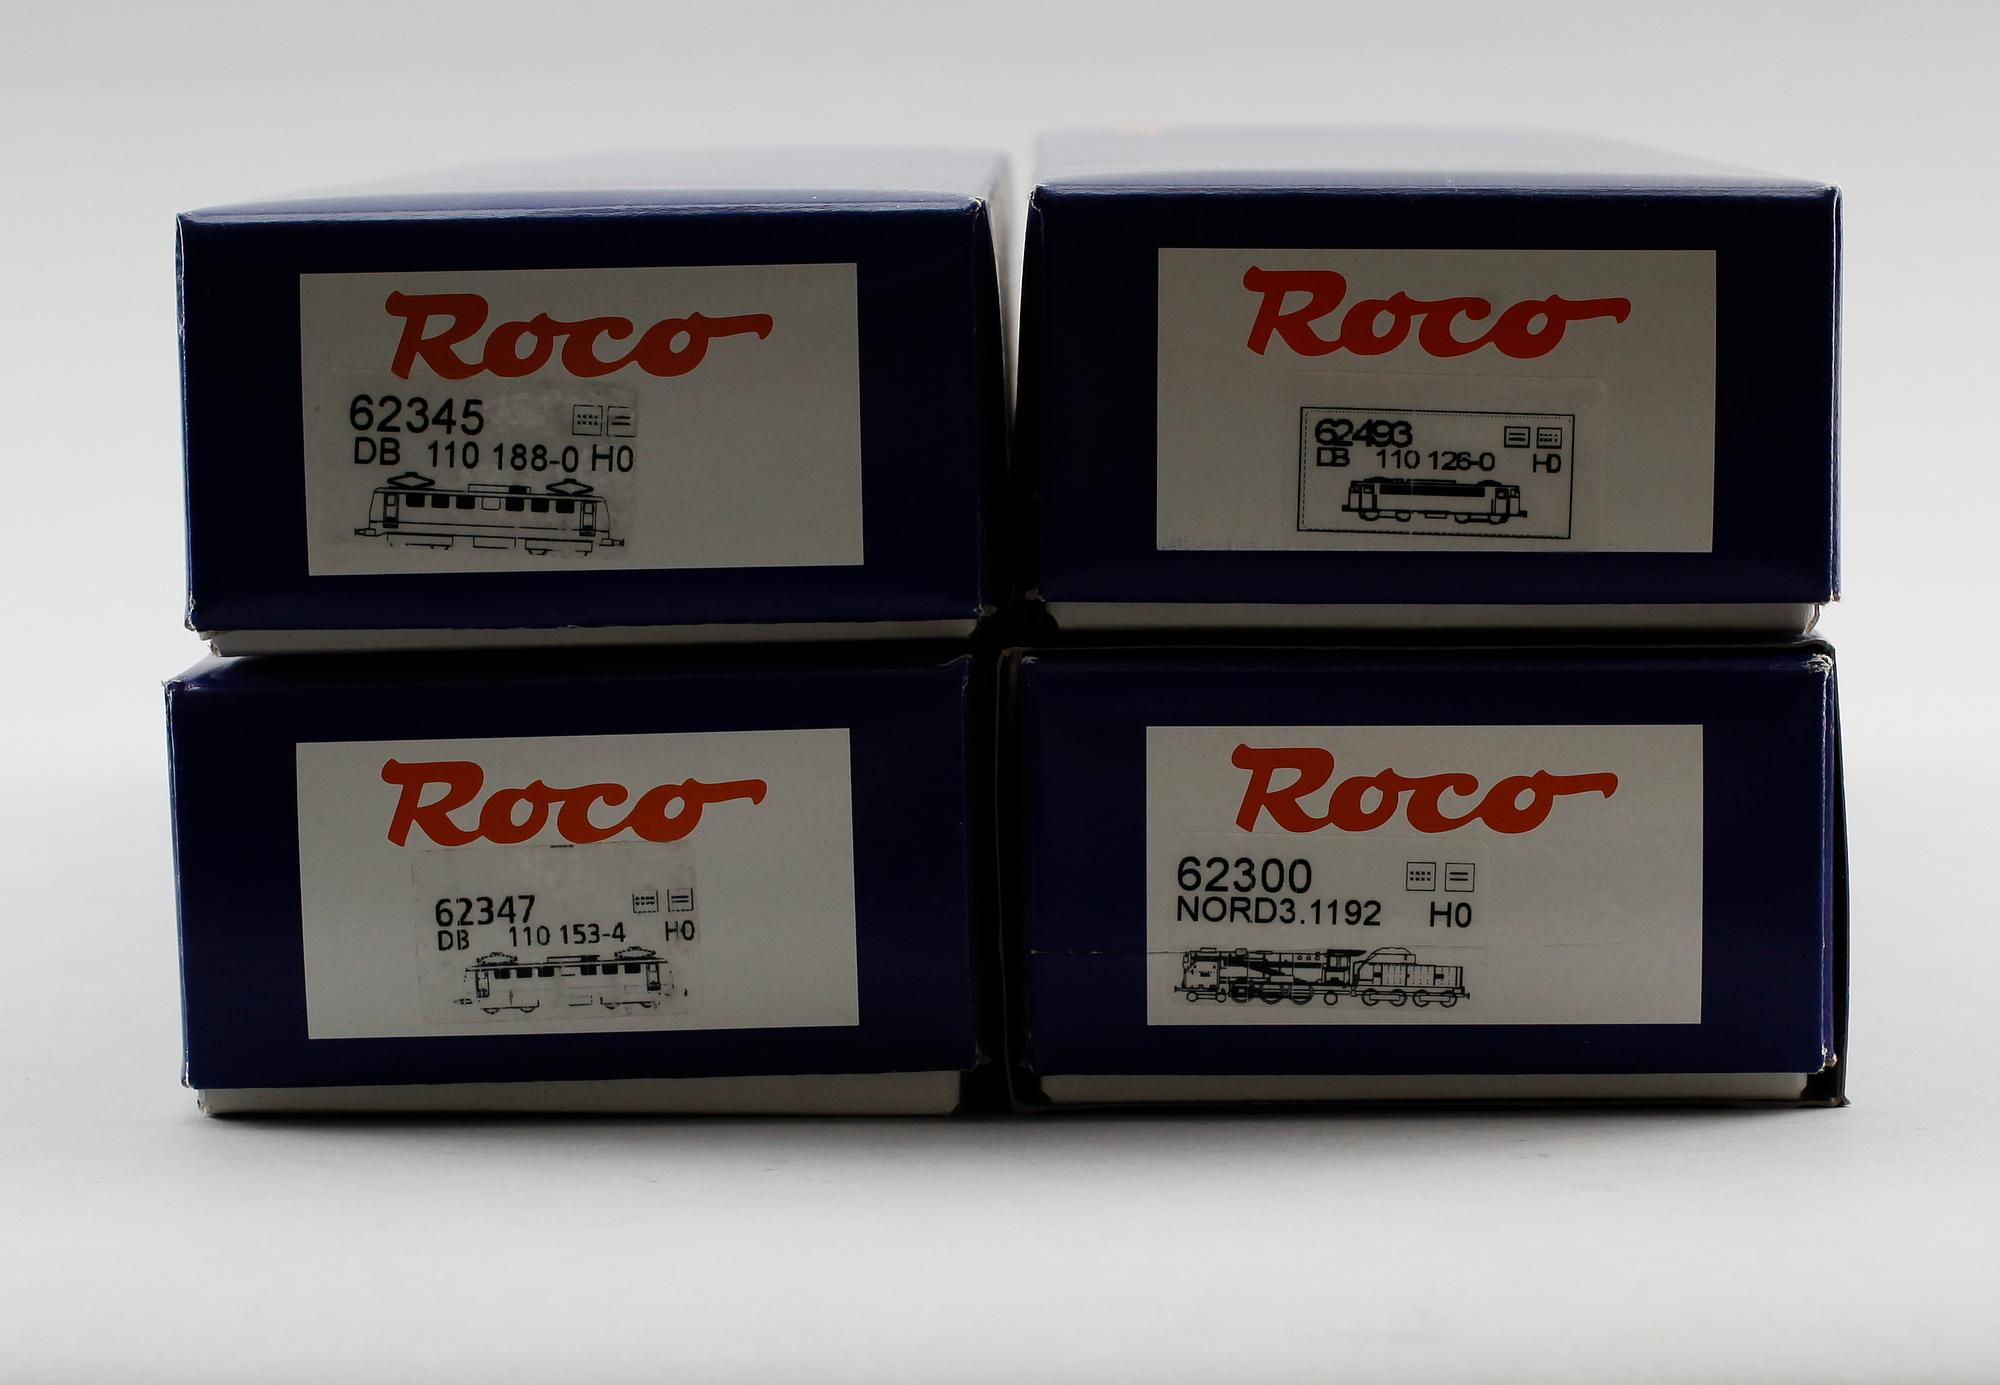 Roco
62345
DB 110 188-0 H0
Roco
62493
DB 110 126-0 H0
Roco
62347
DB 110 153-4 H0
Roco
62300
NORD3.1192 H0